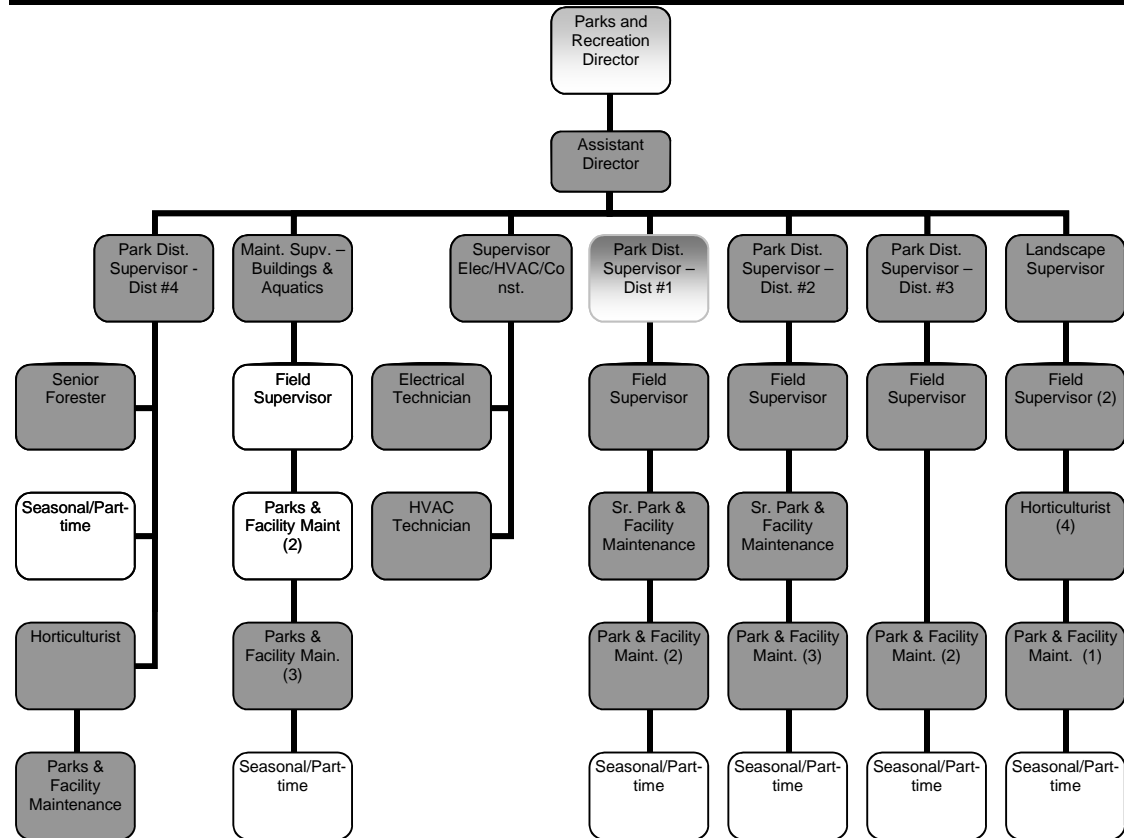 Parks and
Recreation
Director
Assistant
Director
Park Dist.
Supervisor -
Dist #4
Maint. Supv. –
Buildings &
Aquatics
Supervisor
Elec/HVAC/Co
nst.
Park Dist.
Supervisor –
Dist #1
Park Dist.
Supervisor –
Dist. #2
Park Dist.
Supervisor –
Dist. #3
Landscape
Supervisor
Senior
Forester
Field
Supervisor
Electrical
Technician
Field
Supervisor
Field
Supervisor
Field
Supervisor
Field
Supervisor (2)
Seasonal/Part-
time
Parks &
Facility Maint
(2)
HVAC
Technician
Sr. Park &
Facility
Maintenance
Sr. Park &
Facility
Maintenance
Horticulturist
(4)
Horticulturist
Parks &
Facility Main.
(3)
Park & Facility
Maint. (2)
Park & Facility
Maint. (3)
Park & Facility
Maint. (2)
Park & Facility
Maint. (1)
Parks &
Facility
Maintenance
Seasonal/Part-
time
Seasonal/Part-
time
Seasonal/Part-
time
Seasonal/Part-
time
Seasonal/Part-
time